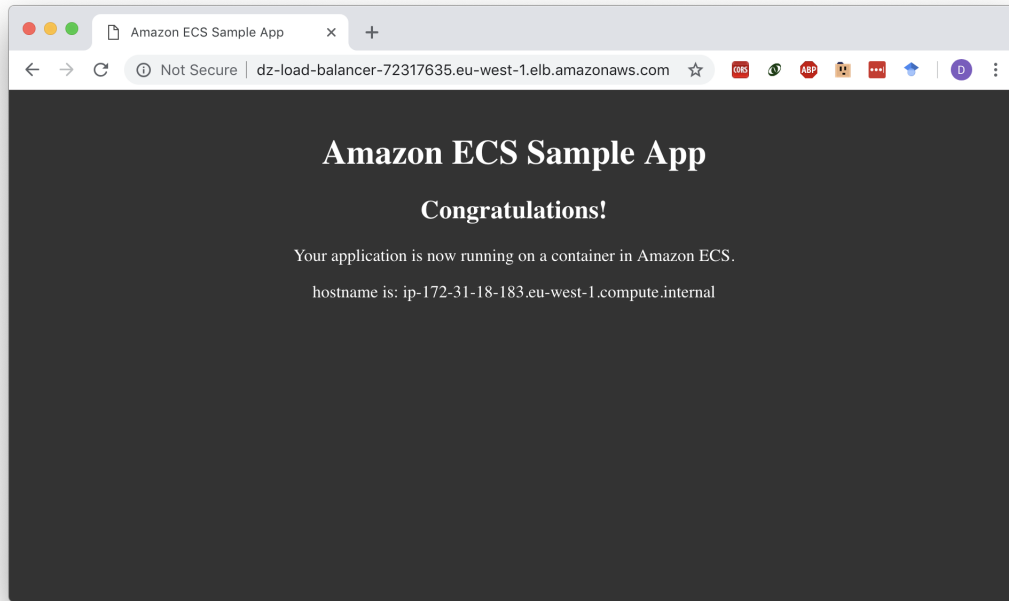 Amazon ECS Sample App
Not Secure dz-load-balancer-72317635.eu-west-1.elb.amazonaws.com CORS ABP D
Amazon ECS Sample App
Congratulations!
Your application is now running on a container in Amazon ECS.
hostname is: ip-172-31-18-183.eu-west-1.compute.internal